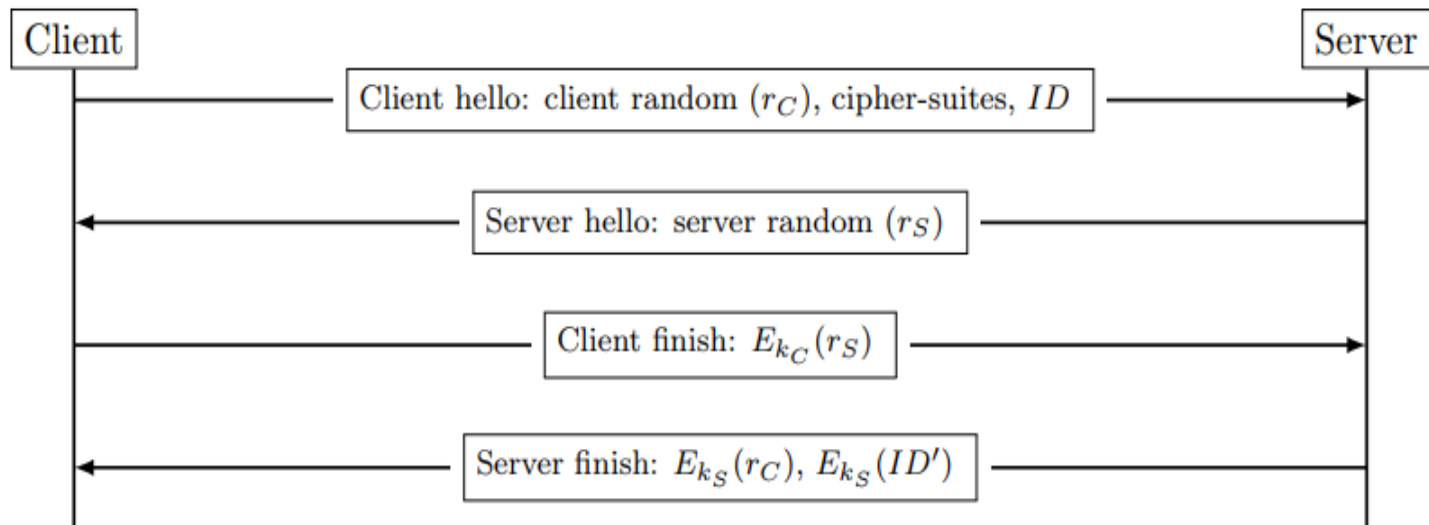 Client
Server
Client hello: client random (r_C), cipher-suites, ID
Server hello: server random (r_S)
Client finish: E_{k_C}(r_S)
Server finish: E_{k_S}(r_C), E_{k_S}(ID')